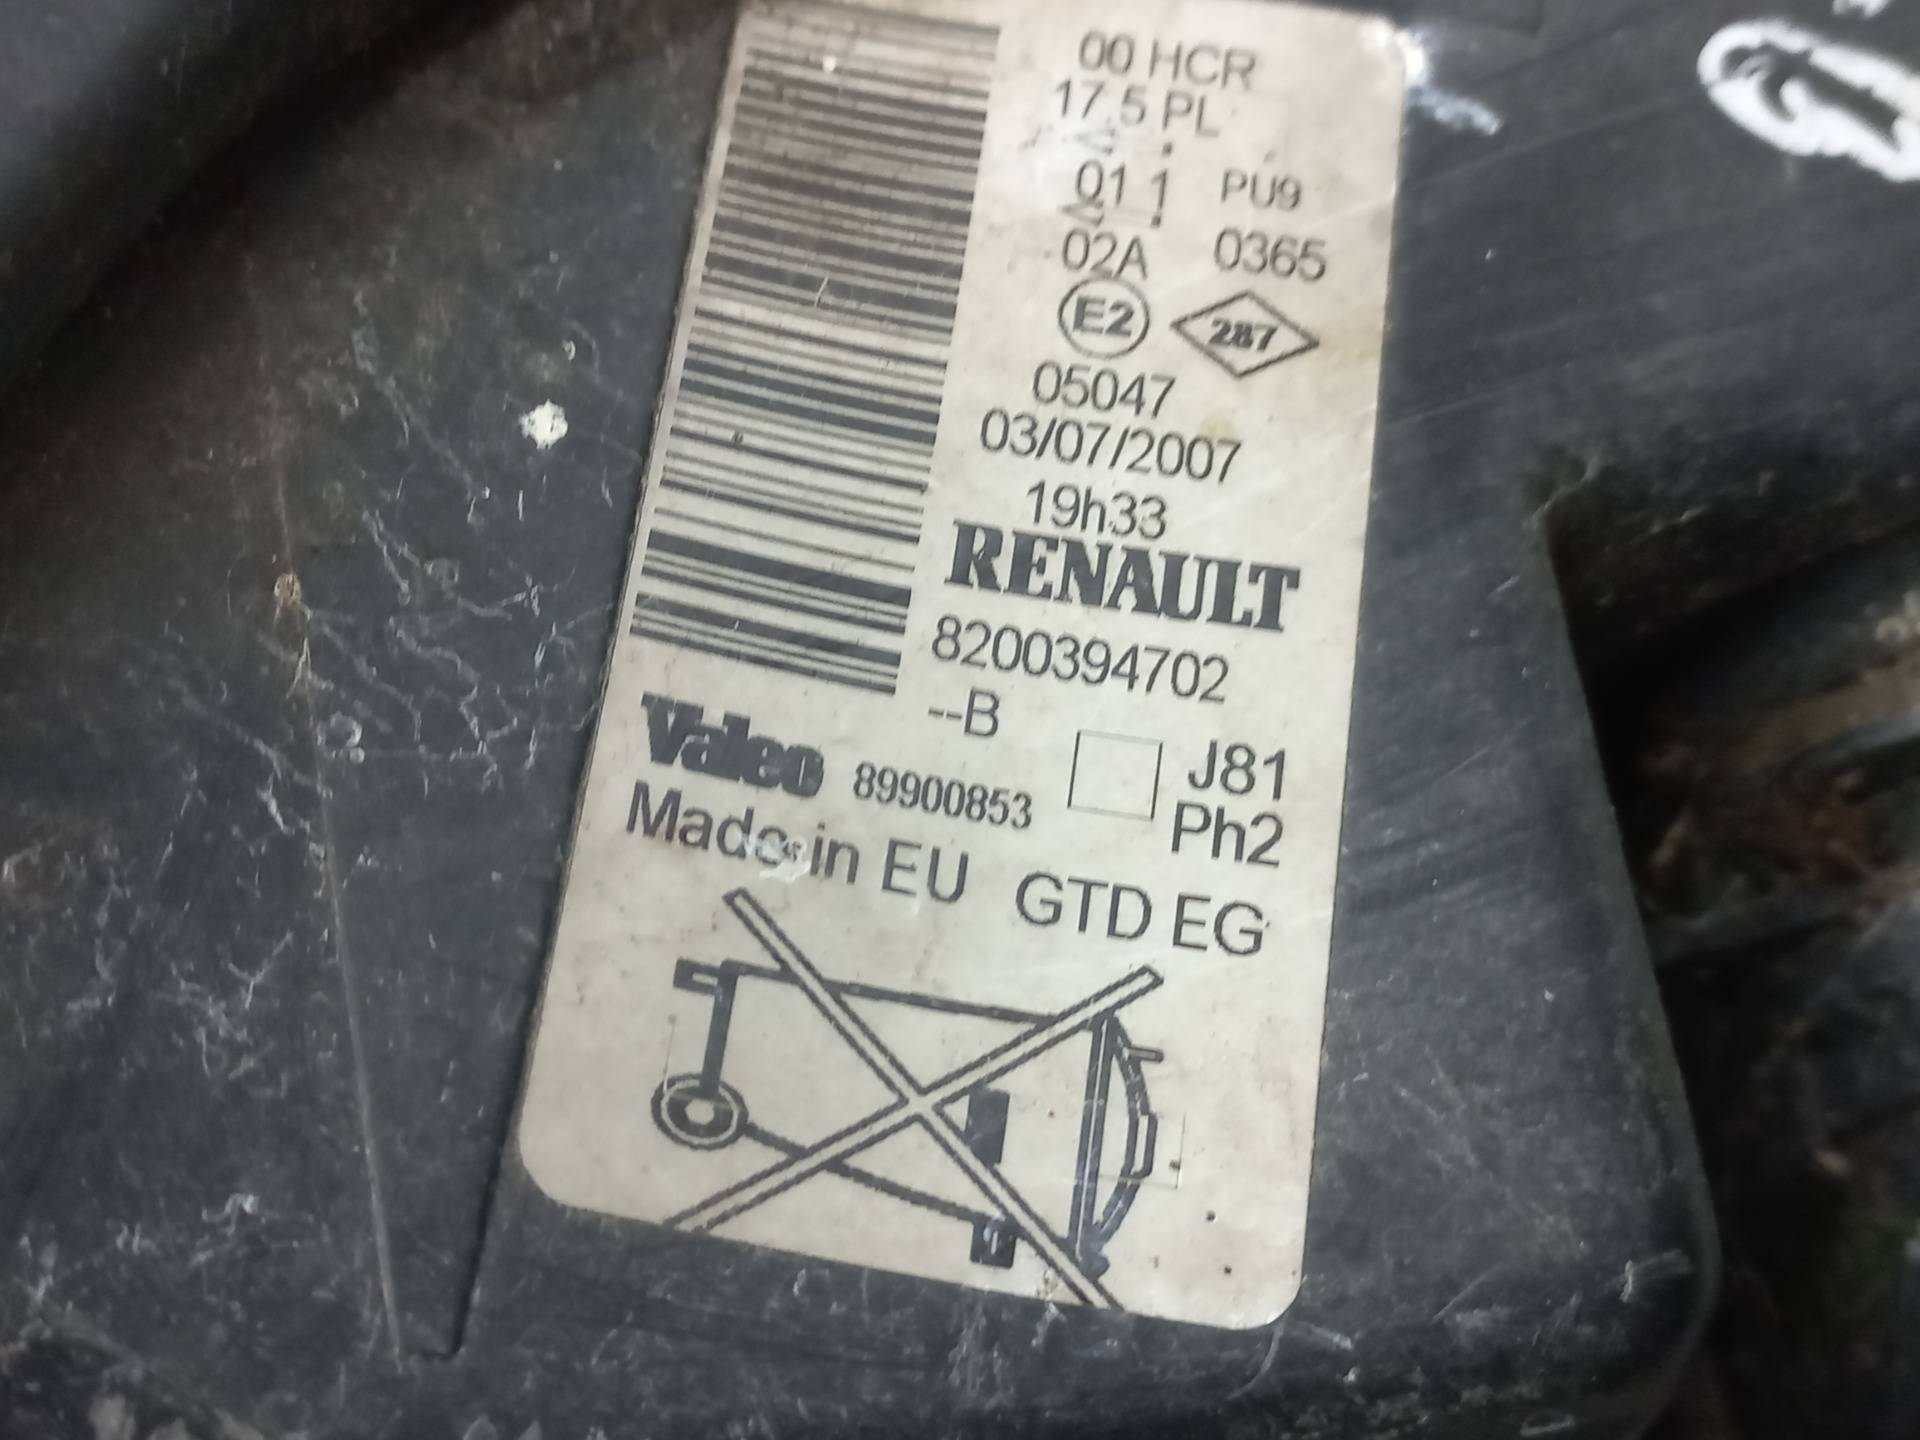 00 HCR
17.5 PL
01 1 PU9
02A 0365
E2 287
05047
03/07/2007
19h33
RENAULT
8200394702
--B
Valeo 89900853 J81
Ph2
Made in EU GTD EG